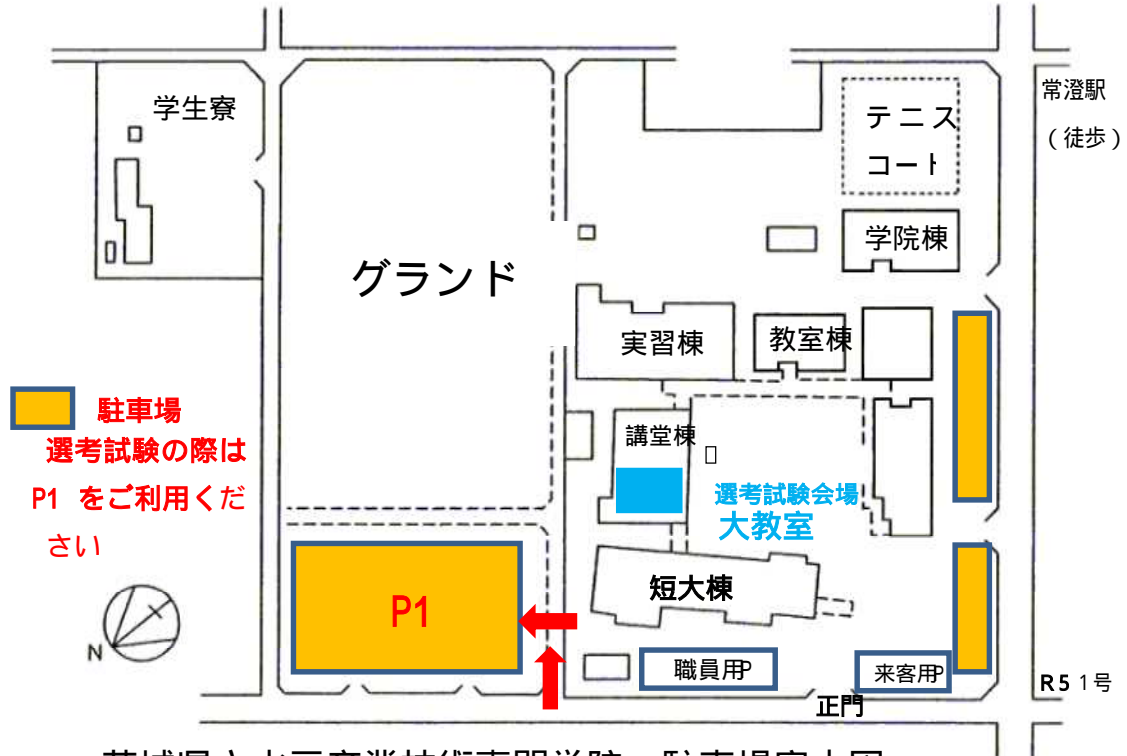 学生寮
テニス
コート
常澄駅
（徒歩）
学院棟
グランド
実習棟
教室棟
駐車場
選考試験の際は
P1 をご利用くだ
さい
講堂棟
選考試験会場
大教室
短大棟
P1
N
職員用P
来客用P
R51号
正門